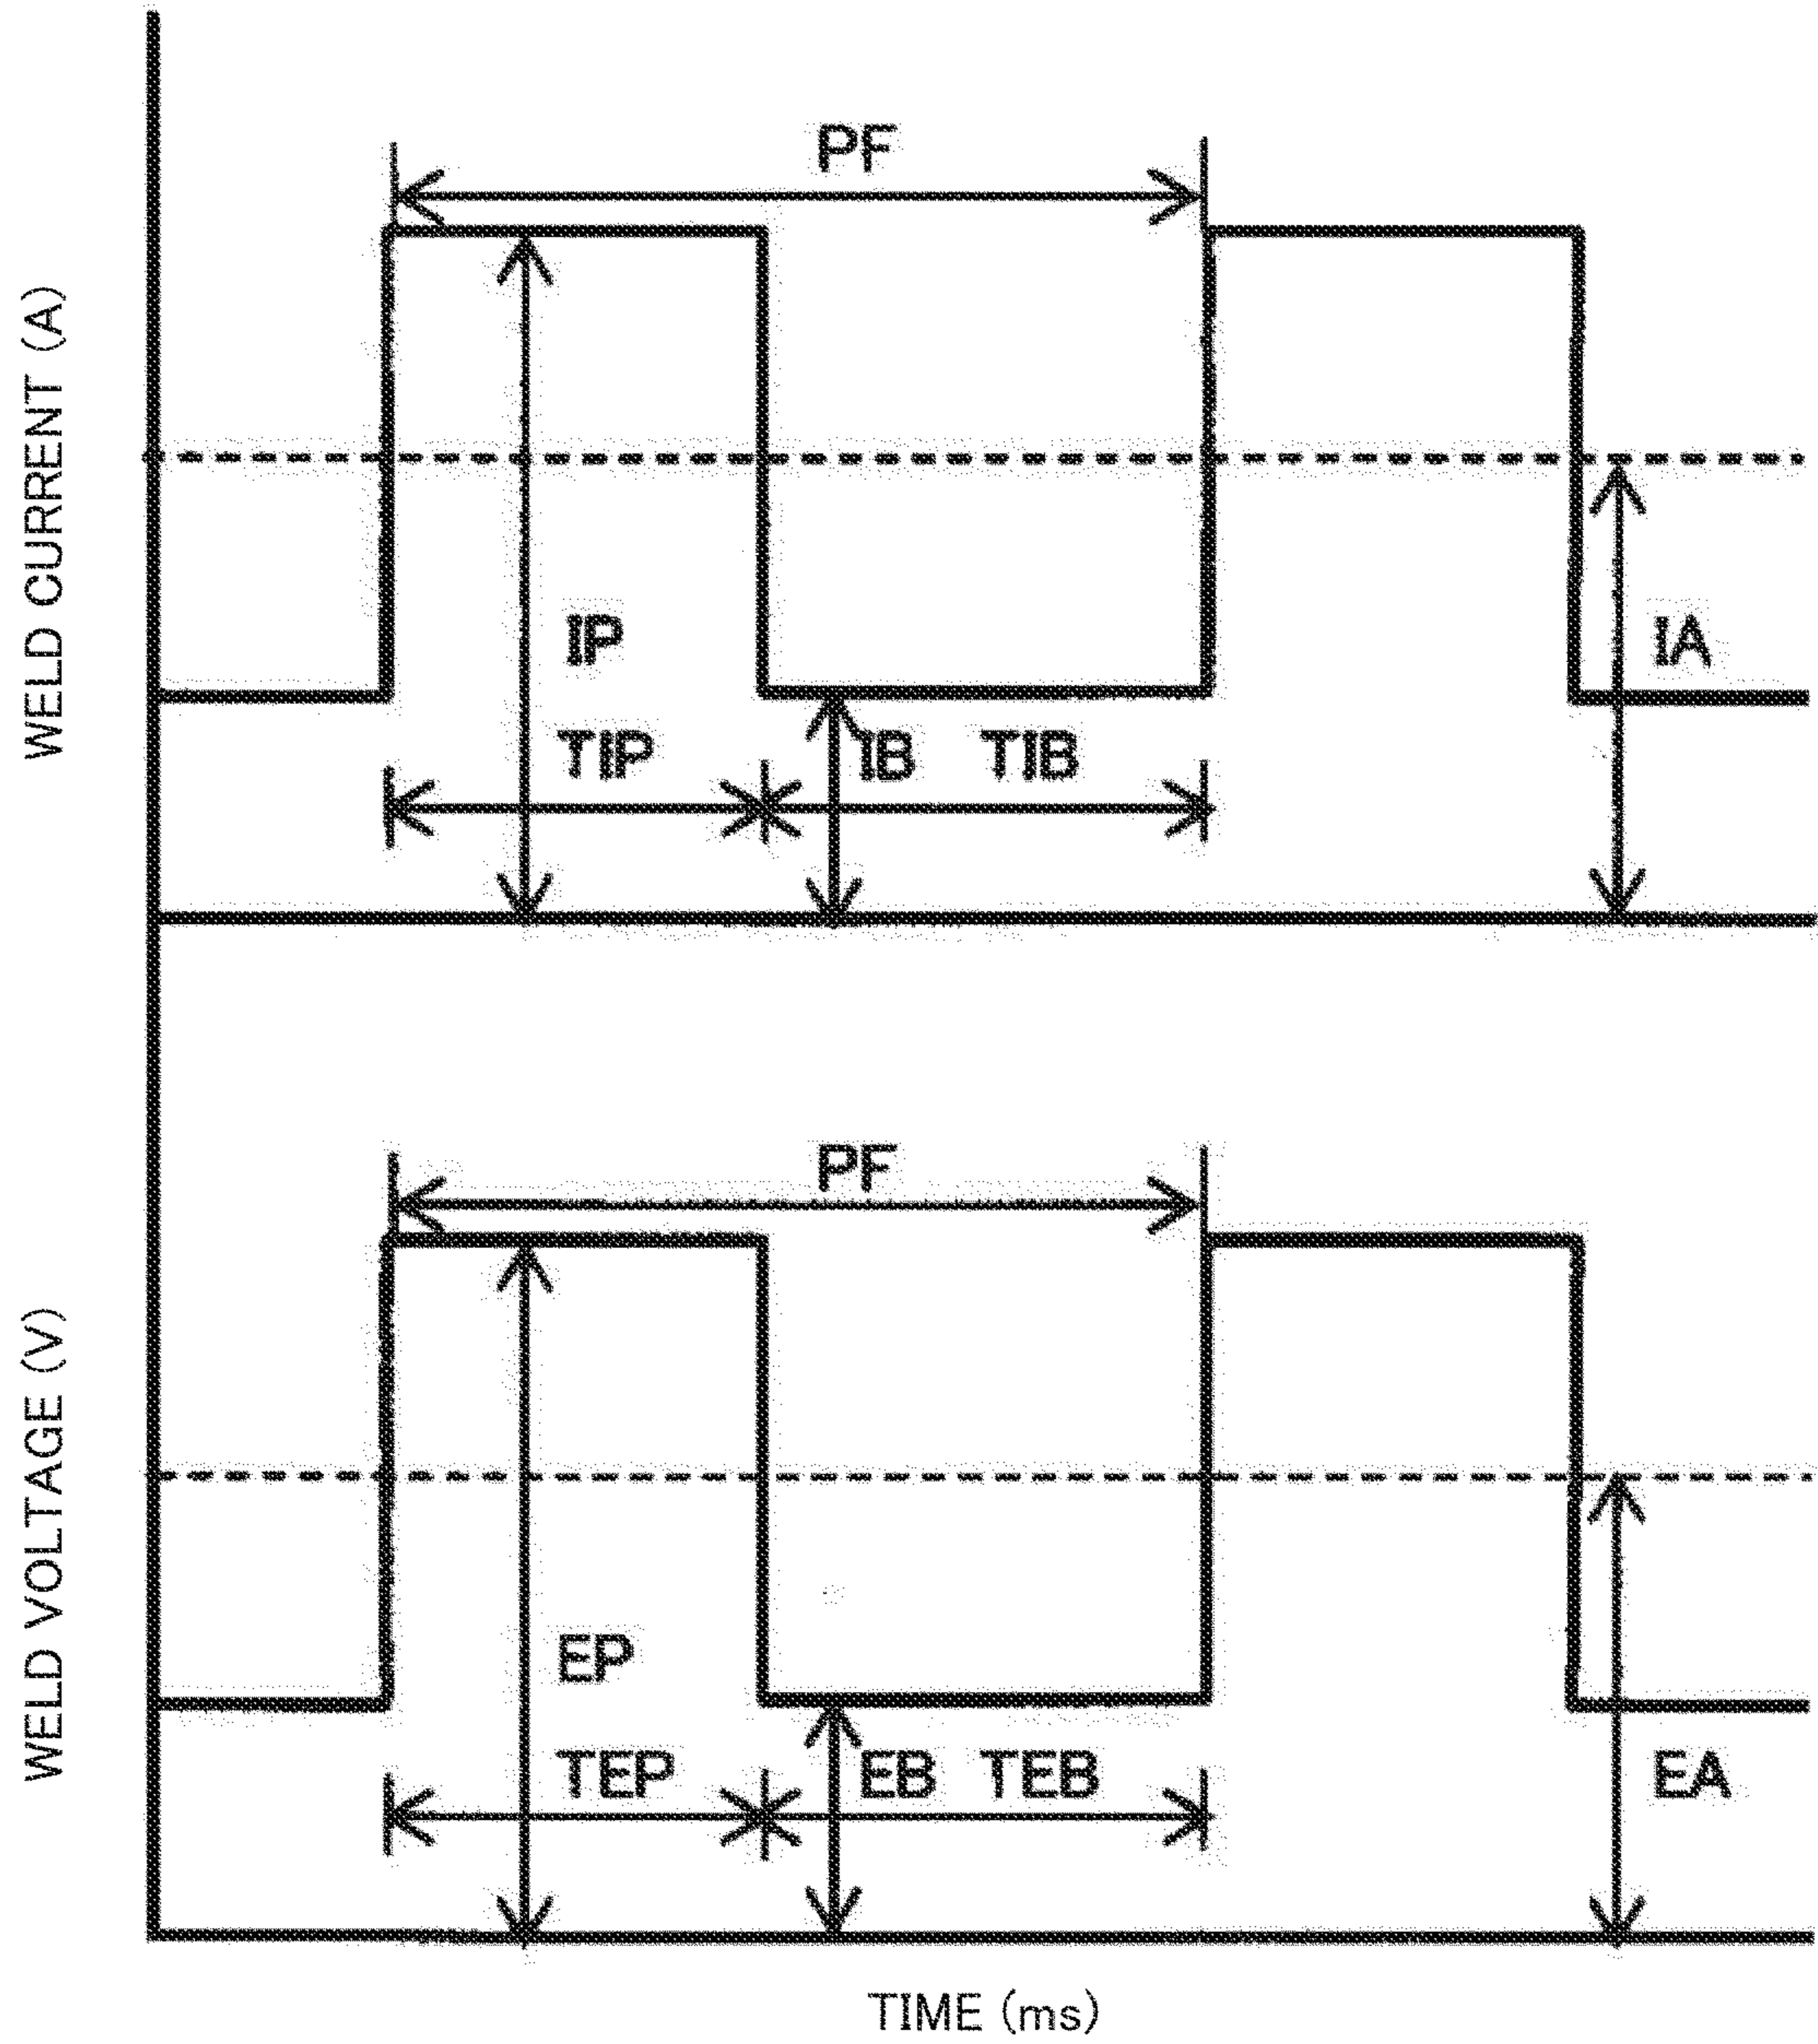 WELD CURRENT (A)
PF
IP
IA
TIP
IB
TIB
WELD VOLTAGE (V)
PF
EP
TEP
EB
TEB
EA
TIME (ms)